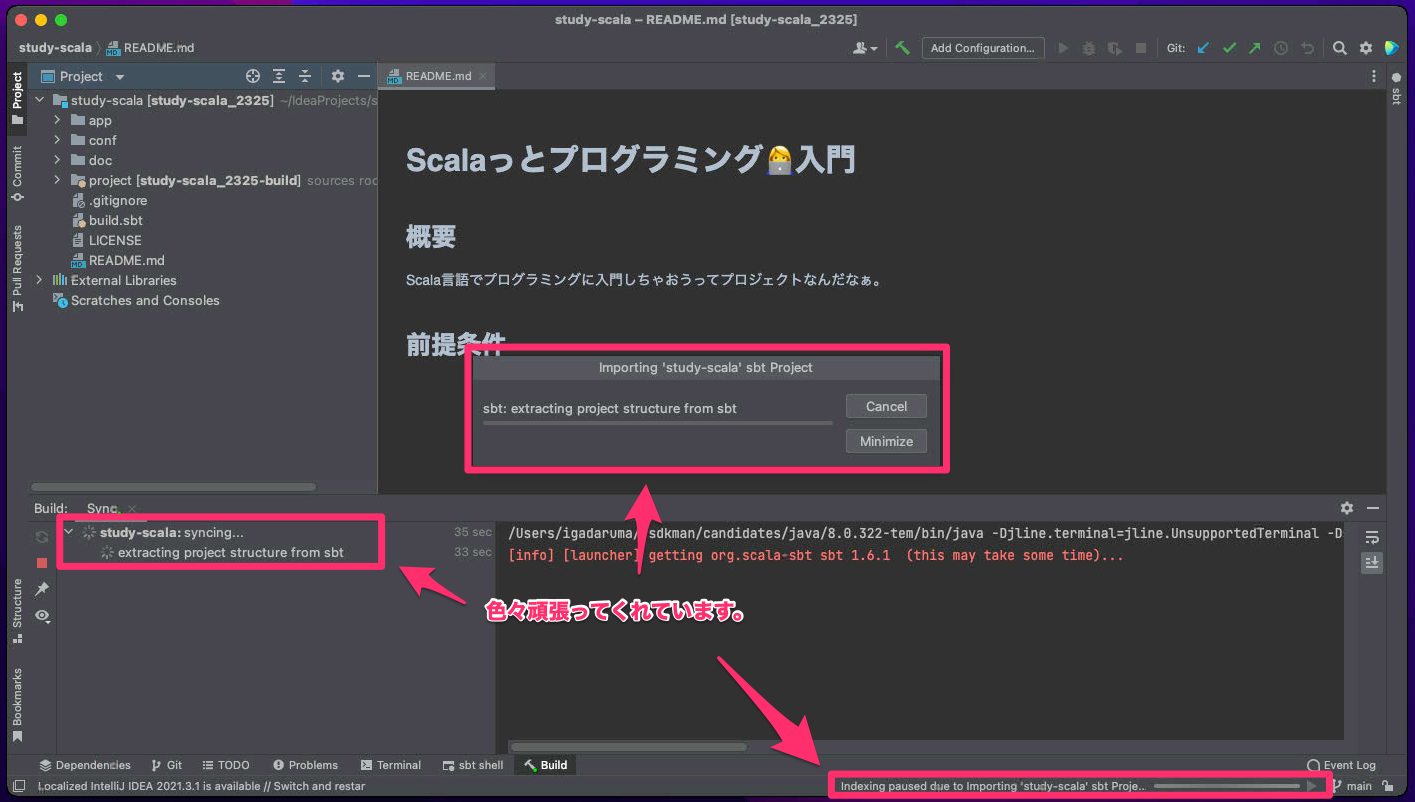 study-scala – README.md [study-scala_2325]
study-scala
README.md
Add Configuration...
Git:
Project
README.md
Project
Commit
Pull Requests
Structure
Bookmarks
sbt
study-scala [study-scala_2325] ~/IdeaProjects/s
app
conf
doc
project [study-scala_2325-build] sources roo
.gitignore
build.sbt
LICENSE
README.md
External Libraries
Scratches and Consoles
Scalaっとプログラミング👩‍💻入門
概要
Scala言語でプログラミングに入門しちゃおうってプロジェクトなんだなぁ。
前提条件
Importing 'study-scala' sbt Project
sbt: extracting project structure from sbt
Cancel
Minimize
Build:
Sync
study-scala: syncing...
35 sec
extracting project structure from sbt
33 sec
/Users/igadaruma/.sdkman/candidates/java/8.0.322-tem/bin/java -Djline.terminal=jline.UnsupportedTerminal -D
[info] [launcher] getting org.scala-sbt sbt 1.6.1  (this may take some time)...
色々頑張ってくれています。
Dependencies
Git
TODO
Problems
Terminal
sbt shell
Build
Event Log
Localized IntelliJ IDEA 2021.3.1 is available // Switch and restart
Indexing paused due to Importing 'study-scala' sbt Proje...
main